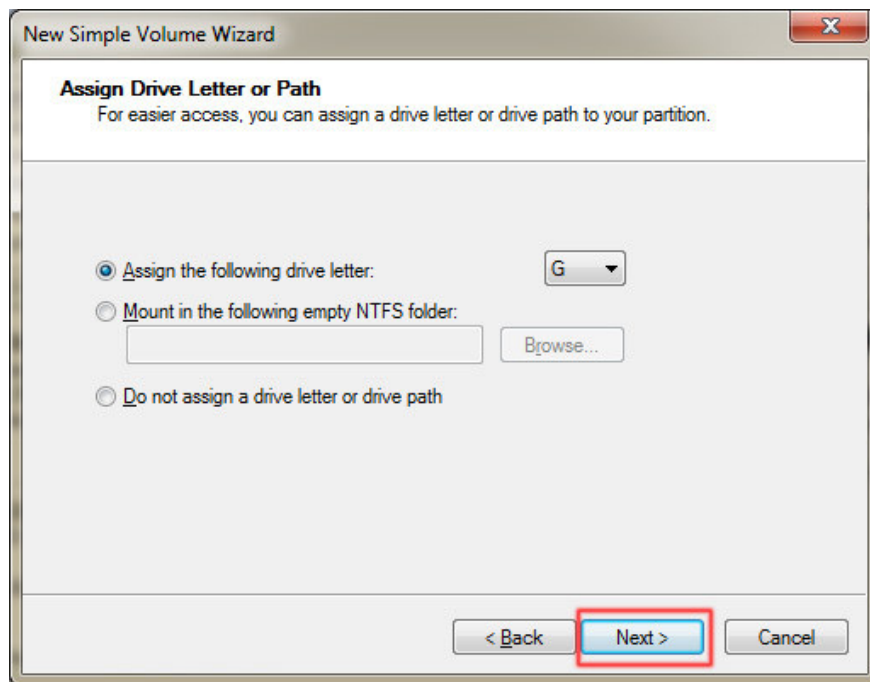 New Simple Volume Wizard
Assign Drive Letter or Path
For easier access, you can assign a drive letter or drive path to your partition.
Assign the following drive letter: G
Mount in the following empty NTFS folder:
Browse...
Do not assign a drive letter or drive path
< Back Next > Cancel